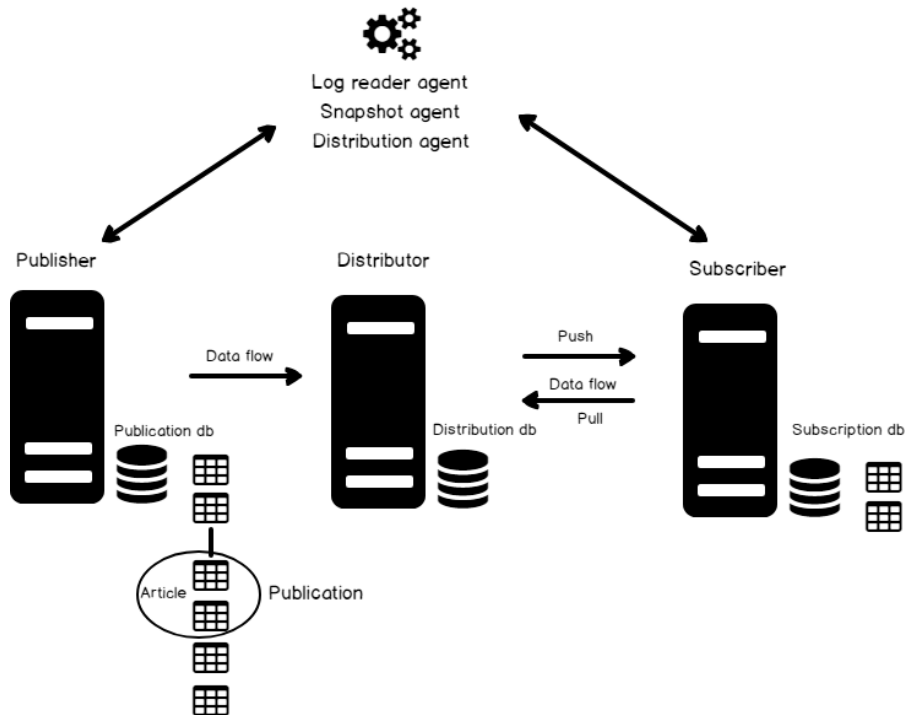 Log reader agent
Snapshot agent
Distribution agent
Publisher
Distributor
Subscriber
Data flow
Push
Data flow
Pull
Publication db
Distribution db
Subscription db
Article
Publication